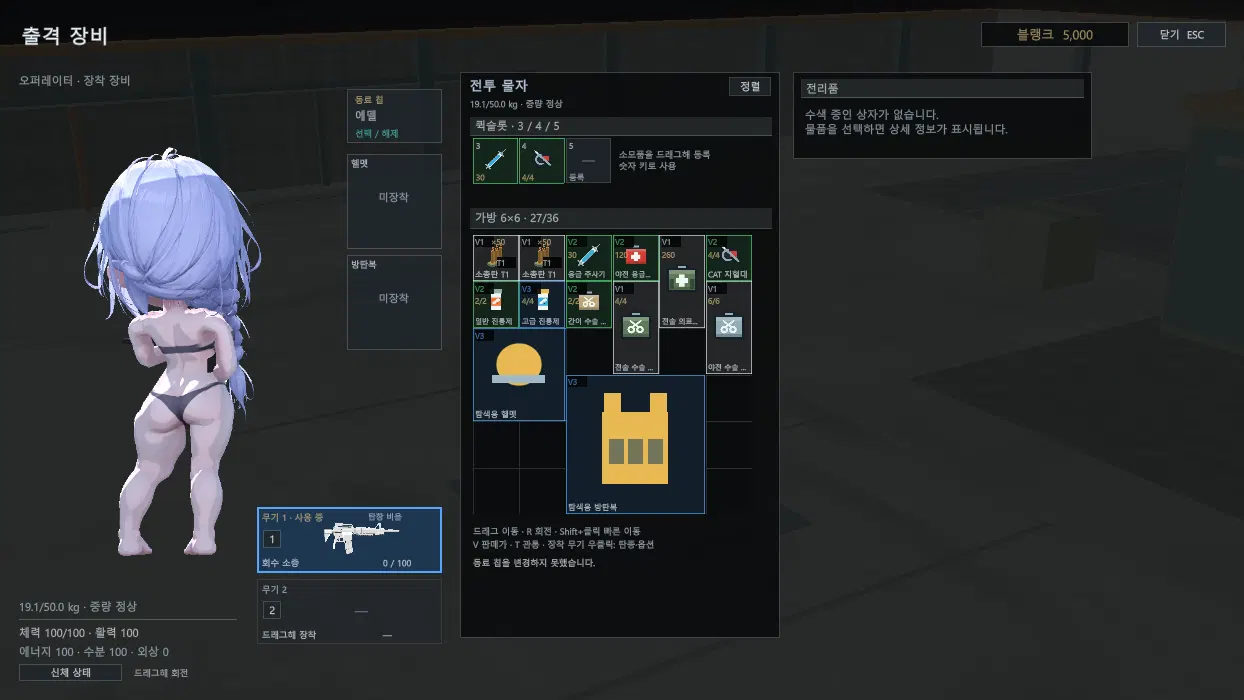 출격 장비
블랭크 5,000
닫기 ESC
오퍼레이터 · 장착 장비
동료 칩
에델
선택 / 해제
헬멧
미장착
방탄복
미장착
전투 물자
정렬
19.1/50.0 kg · 중량 정상
퀵슬롯 · 3 / 4 / 5
3
30
4
4/4
5
—
등록
소모품을 드래그해 등록
숫자 키로 사용
가방 6×6 · 27/36
V1 ×50
T1
소총탄 T1
V1 ×50
T1
소총탄 T1
V2
30
응급 주사기
V2
120
야전 응급...
V1
260
전술 의료...
V2
4/4
CAT 지혈대
V2
2/2
일반 진통제
V3
4/4
고급 진통제
V2
2/2
간이 수술 ...
V1
4/4
전술 수술 ...
V1
6/6
야전 수술 ...
V3
탐색용 헬멧
V3
탐색용 방탄복
드래그 이동 · R 회전 · Shift+클릭 빠른 이동
V 판매가 · T 관통 · 장착 무기 우클릭: 탄종·옵션
동료 칩을 변경하지 못했습니다.
전리품
수색 중인 상자가 없습니다.
물품을 선택하면 상세 정보가 표시됩니다.
무기 1 · 사용 중
탄창 비움
1
회수 소총
0 / 100
무기 2
2
—
드래그해 장착
—
19.1/50.0 kg · 중량 정상
체력 100/100 · 활력 100
에너지 100 · 수분 100 · 외상 0
신체 상태
드래그해 회전